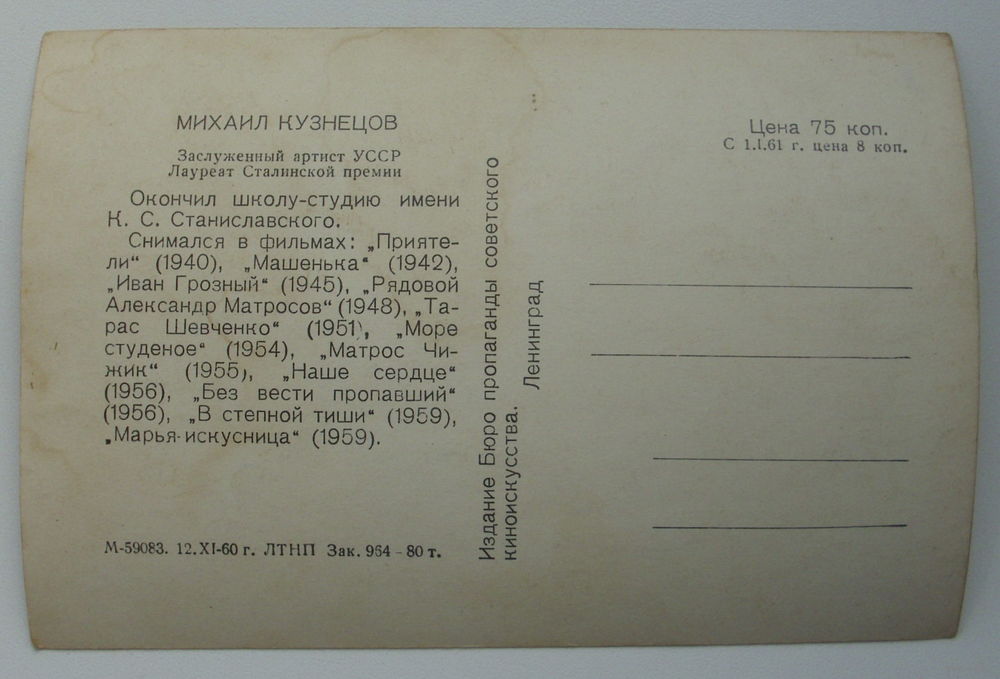 МИХАИЛ КУЗНЕЦОВ
Заслуженный артист УССР
Лауреат Сталинской премии
Окончил школу-студию имени
К. С. Станиславского.
Снимался в фильмах: „Прияте-
ли“ (1940), „Машенька“ (1942),
„Иван Грозный“ (1945), „Рядовой
Александр Матросов“ (1948), „Та-
рас Шевченко“ (1951), „Море
студеное“ (1954), „Матрос Чи-
жик“ (1955), „Наше сердце“
(1956), „Без вести пропавший“
(1956), „В степной тиши“ (1959),
„Марья-искусница“ (1959).
М-59083. 12.XI-60 г. ЛТНП Зак. 964 - 80 т.
Издание Бюро пропаганды советского
киноискусства.
Ленинград
Цена 75 коп.
С 1.I.61 г. цена 8 коп.